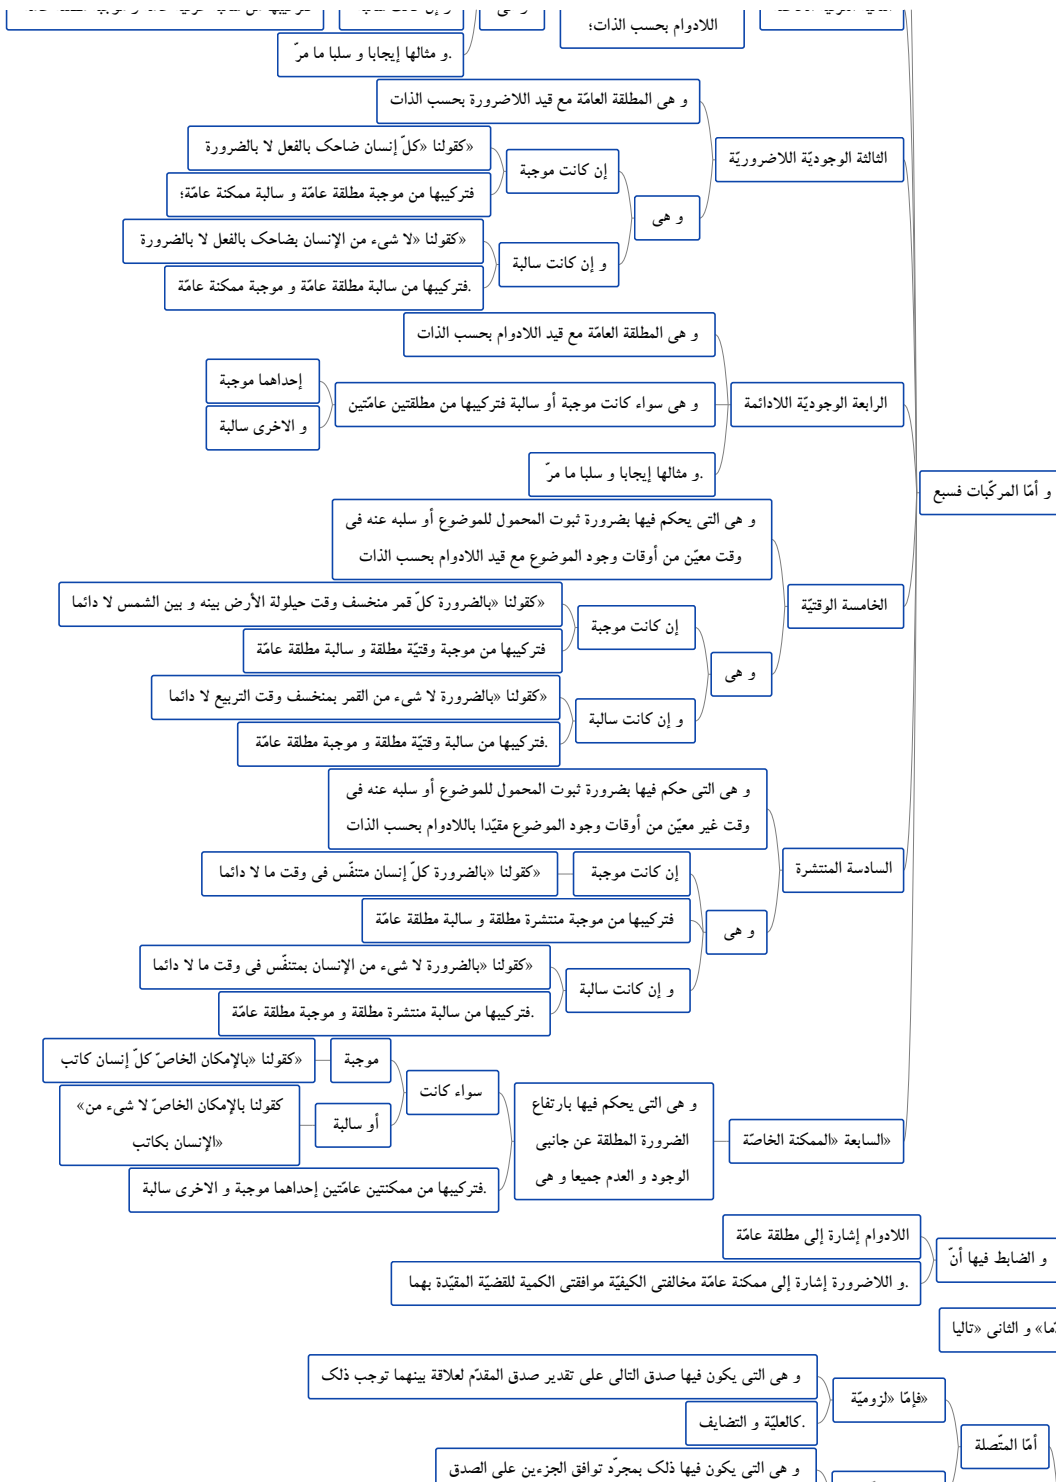 اللادوام بحسب الذات؛
و هى
.و مثالها إيجابا و سلبا ما مرّ
و أمّا المركّبات فسبع
الثالثة الوجوديّة اللاضروريّة
و هى المطلقة العامّة مع قيد اللاضرورة بحسب الذات
و هى
إن كانت موجبة
«كقولنا «كلّ إنسان ضاحك بالفعل لا بالضرورة
فتركيبها من موجبة مطلقة عامّة و سالبة ممكنة عامّة؛
و إن كانت سالبة
«كقولنا «لا شىء من الإنسان بضاحك بالفعل لا بالضرورة
.فتركيبها من سالبة مطلقة عامّة و موجبة ممكنة عامّة
الرابعة الوجوديّة اللادائمة
و هى المطلقة العامّة مع قيد اللادوام بحسب الذات
و هى سواء كانت موجبة أو سالبة فتركيبها من مطلقتين عامّتين
إحداهما موجبة
و الاخرى سالبة
.و مثالها إيجابا و سلبا ما مرّ
الخامسة الوقتيّة
و هى التى يحكم فيها بضرورة ثبوت المحمول للموضوع أو سلبه عنه فى
وقت معيّن من أوقات وجود الموضوع مع قيد اللادوام بحسب الذات
و هى
إن كانت موجبة
«كقولنا «بالضرورة كلّ قمر منخسف وقت حيلولة الأرض بينه و بين الشمس لا دائما
فتركيبها من موجبة وقتيّة مطلقة و سالبة مطلقة عامّة
و إن كانت سالبة
«كقولنا «بالضرورة لا شىء من القمر بمنخسف وقت التربيع لا دائما
.فتركيبها من سالبة وقتيّة مطلقة و موجبة مطلقة عامّة
السادسة المنتشرة
و هى التى حكم فيها بضرورة ثبوت المحمول للموضوع أو سلبه عنه فى
وقت غير معيّن من أوقات وجود الموضوع مقيّدا باللادوام بحسب الذات
و هى
إن كانت موجبة
«كقولنا «بالضرورة كلّ إنسان متنفّس فى وقت ما لا دائما
فتركيبها من موجبة منتشرة مطلقة و سالبة مطلقة عامّة
و إن كانت سالبة
«كقولنا «بالضرورة لا شىء من الإنسان بمتنفّس فى وقت ما لا دائما
.فتركيبها من سالبة منتشرة مطلقة و موجبة مطلقة عامّة
«السابعة «الممكنة الخاصّة
و هى التى يحكم فيها بارتفاع
الضرورة المطلقة عن جانبى
الوجود و العدم جميعا و هى
سواء كانت
موجبة
«كقولنا «بالإمكان الخاصّ كلّ إنسان كاتب
أو سالبة
كقولنا بالإمكان الخاصّ لا شىء من»
«الإنسان بكاتب
.فتركيبها من ممكنتين عامّتين إحداهما موجبة و الاخرى سالبة
و الضابط فيها أنّ
اللادوام إشارة إلى مطلقة عامّة
.و اللاضرورة إشارة إلى ممكنة عامّة مخالفتى الكيفيّة موافقتى الكمية للقضيّة المقيّدة بهما
و الثانى «تاليا
أمّا المتّصلة
«فإمّا «لزوميّة
و هى التى يكون فيها صدق التالى على تقدير صدق المقدّم لعلاقة بينهما توجب ذلك
.كالعليّة و التضايف
و هى التى يكون فيها ذلك بمجرّد توافق الجزءين على الصدق